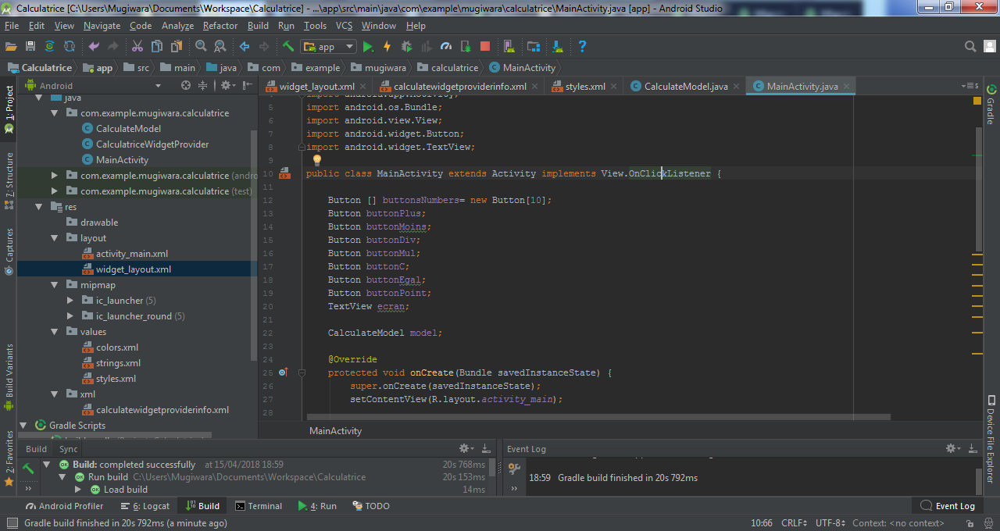 Calculatrice [C:\Users\Mugiwara\Documents\Workspace\Calculatrice] - ...\app\src\main\java\com\example\mugiwara\calculatrice\MainActivity.java [app] - Android Studio
File Edit View Navigate Code Analyze Refactor Build Run Tools VCS Window Help
app
Calculatrice app src main java com example mugiwara calculatrice MainActivity
Android
widget_layout.xml calculatewidgetproviderinfo.xml styles.xml CalculateModel.java MainActivity.java 5
1: Project
7: Structure
Captures
Build Variants
2: Favorites
java
com.example.mugiwara.calculatrice
CalculateModel
CalculatriceWidgetProvider
MainActivity
com.example.mugiwara.calculatrice (andro
com.example.mugiwara.calculatrice (test)
res
drawable
layout
activity_main.xml
widget_layout.xml
mipmap
ic_launcher (5)
ic_launcher_round (5)
values
colors.xml
strings.xml
styles.xml
xml
calculatewidgetproviderinfo.xml
Gradle Scripts
5 import android.os.Bundle;
6 import android.view.View;
7 import android.widget.Button;
8 import android.widget.TextView;
9
10 public class MainActivity extends Activity implements View.OnClickListener {
11
12 Button [] buttonsNumbers= new Button[10];
13 Button buttonPlus;
14 Button buttonMoins;
15 Button buttonDiv;
16 Button buttonMul;
17 Button buttonC;
18 Button buttonEgal;
19 Button buttonPoint;
20 TextView ecran;
21
22 CalculateModel model;
23
24 @Override
25 protected void onCreate(Bundle savedInstanceState) {
26 super.onCreate(savedInstanceState);
27 setContentView(R.layout.activity_main);
28
MainActivity
Gradle
Device File Explorer
Build Sync
Build: completed successfully at 15/04/2018 18:59 20s 768ms
Run build C:\Users\Mugiwara\Documents\Workspace\Calculatrice 20s 153ms
Load build 14ms
Event Log
18:59 Gradle build finished in 20s 792ms
Android Profiler 6: Logcat Build Terminal 4: Run TODO Event Log
Gradle build finished in 20s 792ms (a minute ago) 10:66 CRLF UTF-8 Context: <no context>